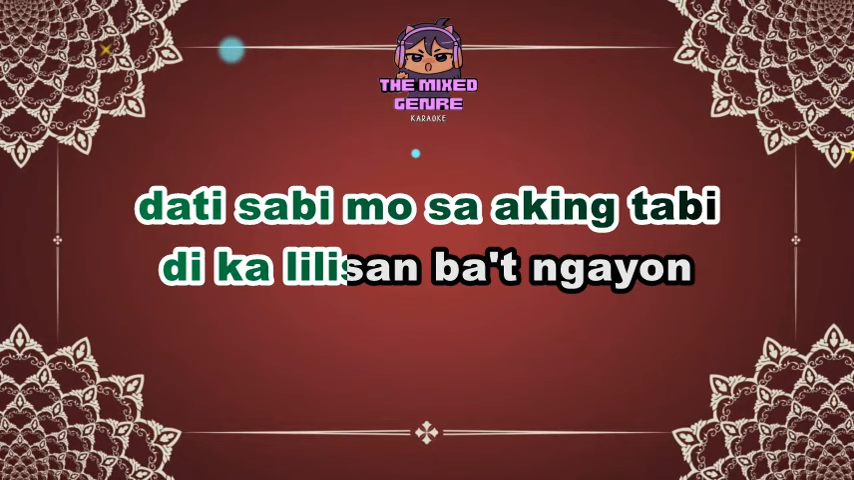 THE MIXED
GENRE
KARAOKE
dati sabi mo sa aking tabi
di ka lilisan ba't ngayon